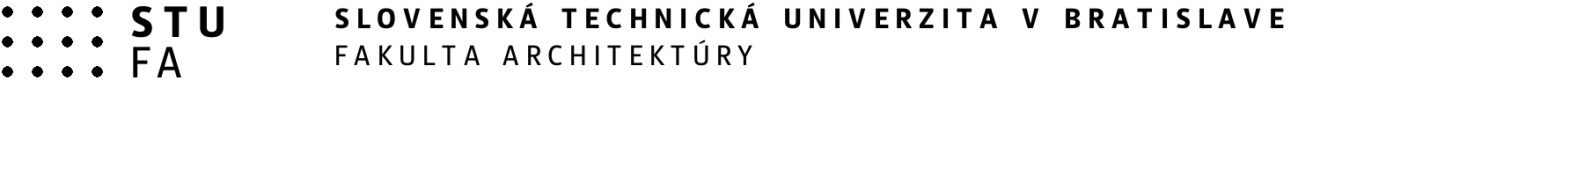 STU
FA
SLOVENSKÁ TECHNICKÁ UNIVERZITA V BRATISLAVE
FAKULTA ARCHITEKTÚRY